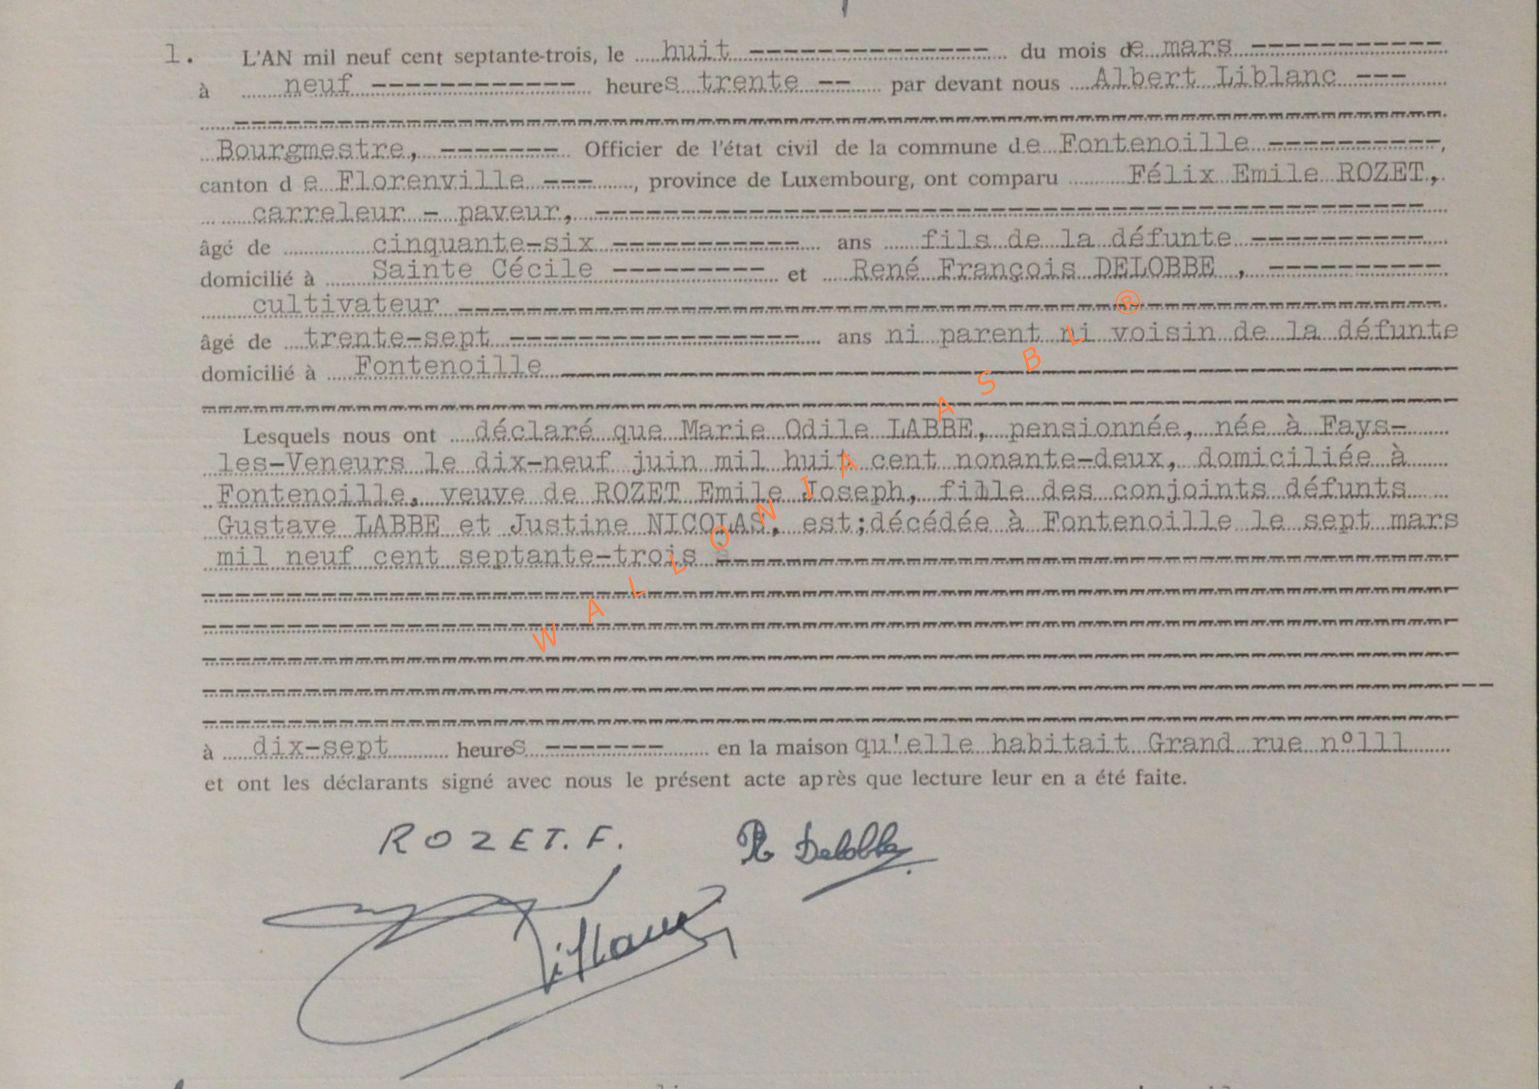 1. L'AN mil neuf cent septante-trois, le huit -------------- du mois de mars -----------
à neuf ------------ heures trente -- par devant nous Albert Liblanc ---
Bourgmestre, ------- Officier de l'état civil de la commune de Fontenoille ----------,
canton d e Florenville ---, province de Luxembourg, ont comparu Félix Emile ROZET,
carreleur - paveur, --------------------------------------------------
âgé de cinquante-six ----------- ans fils de la défunte ----------
domicilié à Sainte Cécile --------- et René François DELOBBE , ----------
cultivateur ----------------------------------------------------------
âgé de trente-sept ----------------- ans ni parent ni voisin de la défunte
domicilié à Fontenoille ----------------------------------------------------
Lesquels nous ont déclaré que Marie Odile LABBE, pensionnée, née à Fays-
les-Veneurs le dix-neuf juin mil huit cent nonante-deux, domiciliée à
Fontenoille, veuve de ROZET Emile Joseph, fille des conjoints défunts
Gustave LABBE et Justine NICOLAS, est;décédée à Fontenoille le sept mars
mil neuf cent septante-trois -------------------------------------------
à dix-sept heures ------- en la maison qu'elle habitait Grand rue n°111
et ont les déclarants signé avec nous le présent acte après que lecture leur en a été faite.
ROZET. F. R Delobbe
WALLONIA ASBL ®